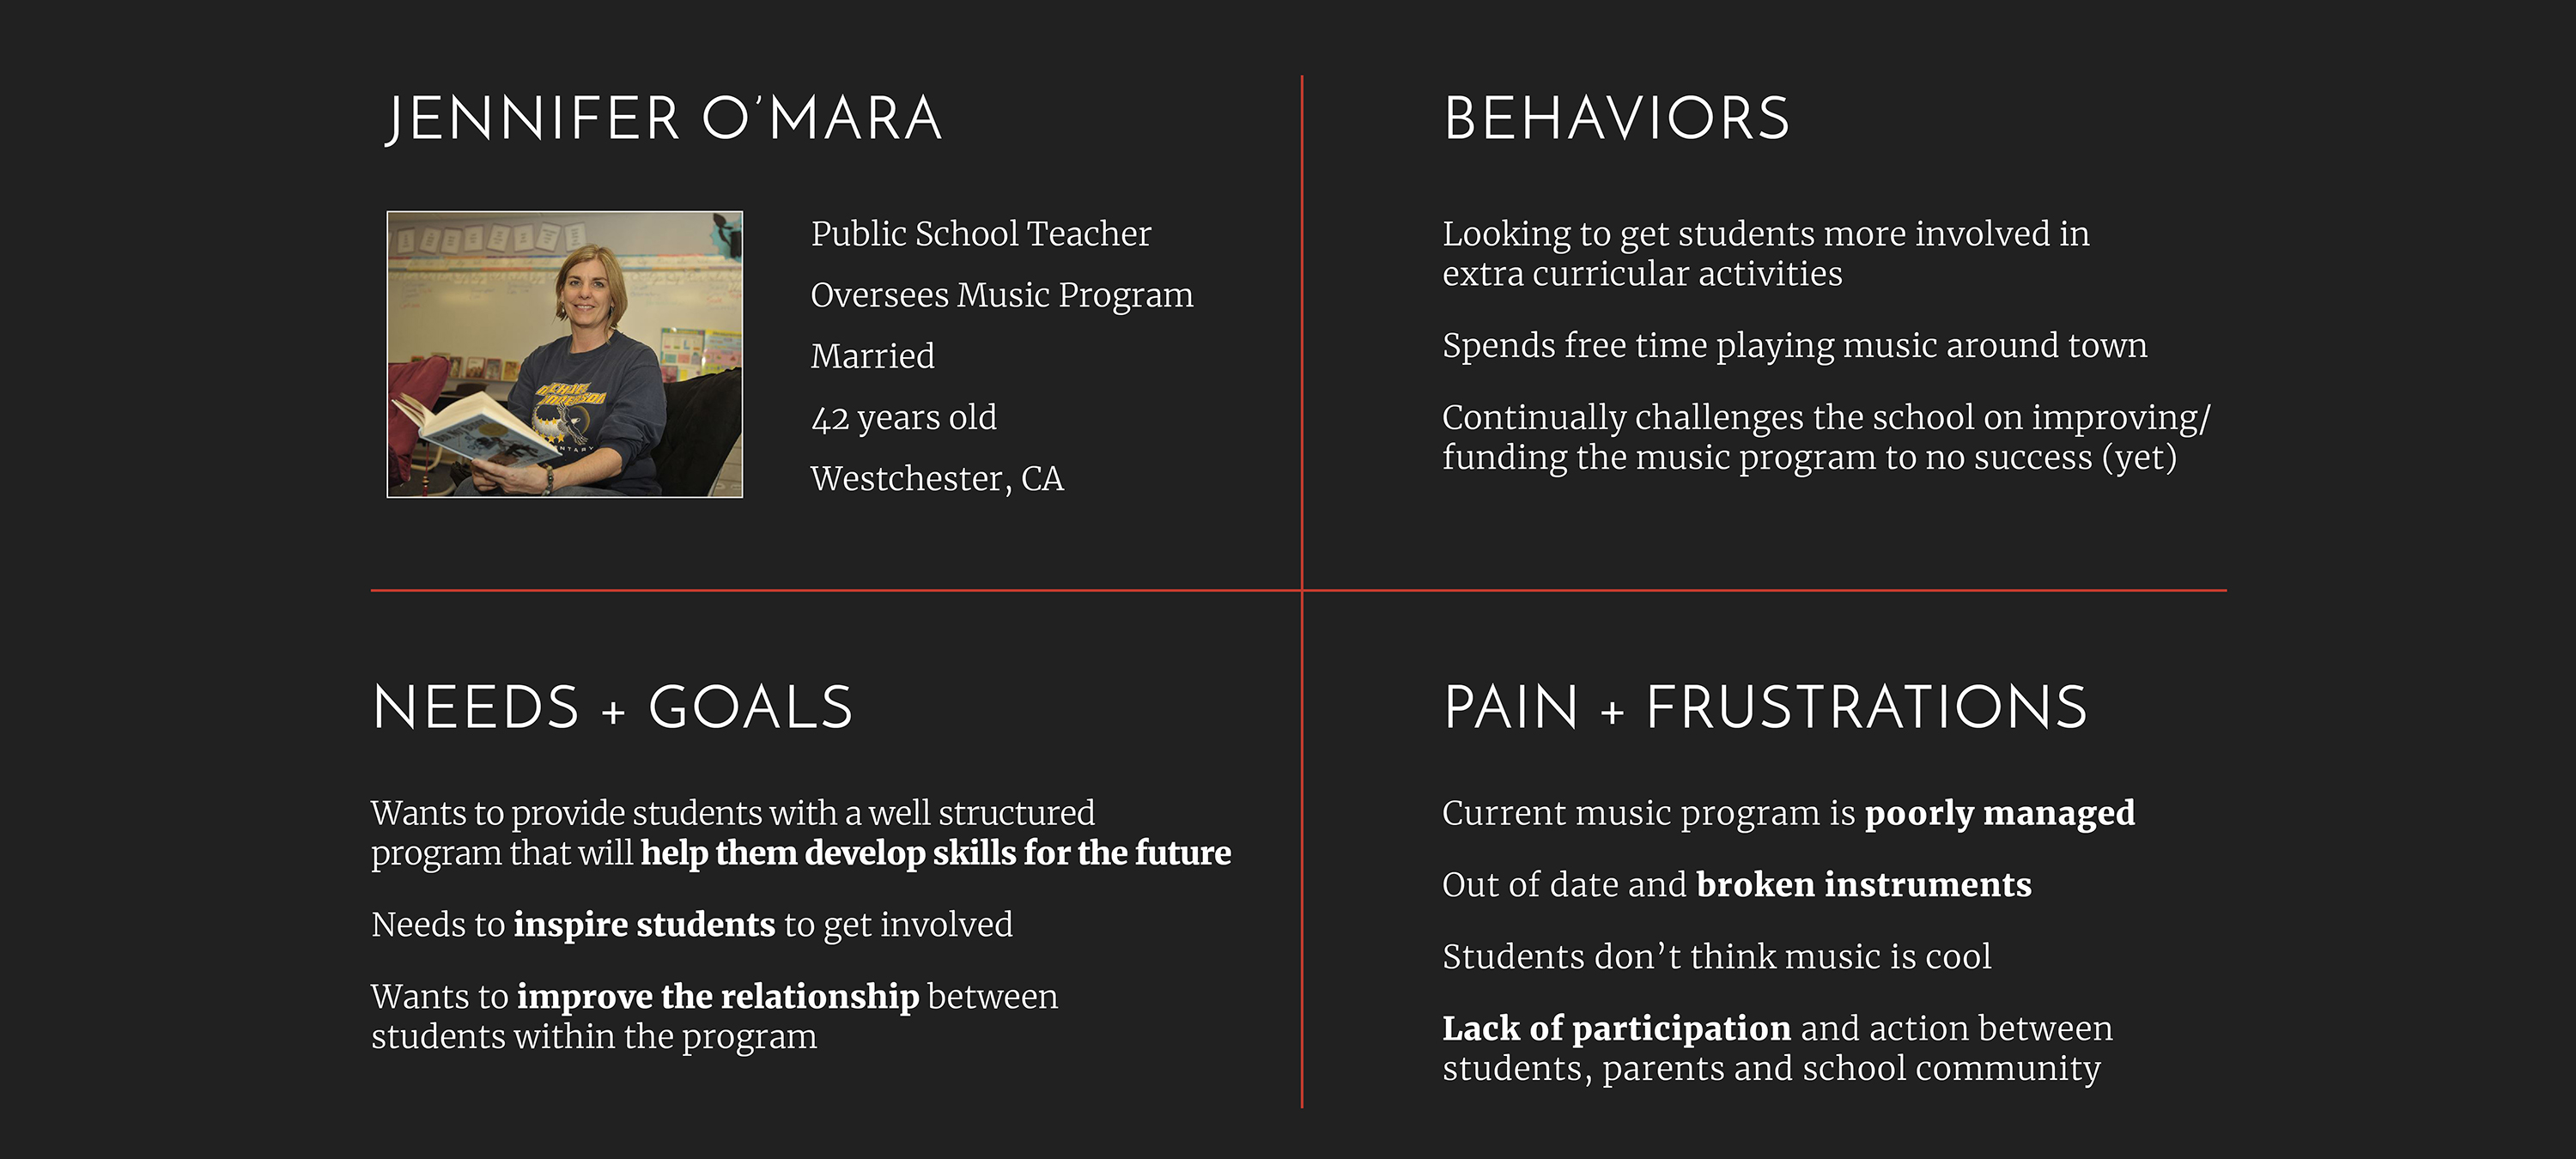 JENNIFER O’MARA
Public School Teacher
Oversees Music Program
Married
42 years old
Westchester, CA
BEHAVIORS
Looking to get students more involved in
extra curricular activities
Spends free time playing music around town
Continually challenges the school on improving/
funding the music program to no success (yet)
NEEDS + GOALS
Wants to provide students with a well structured
program that will help them develop skills for the future
Needs to inspire students to get involved
Wants to improve the relationship between
students within the program
PAIN + FRUSTRATIONS
Current music program is poorly managed
Out of date and broken instruments
Students don’t think music is cool
Lack of participation and action between
students, parents and school community